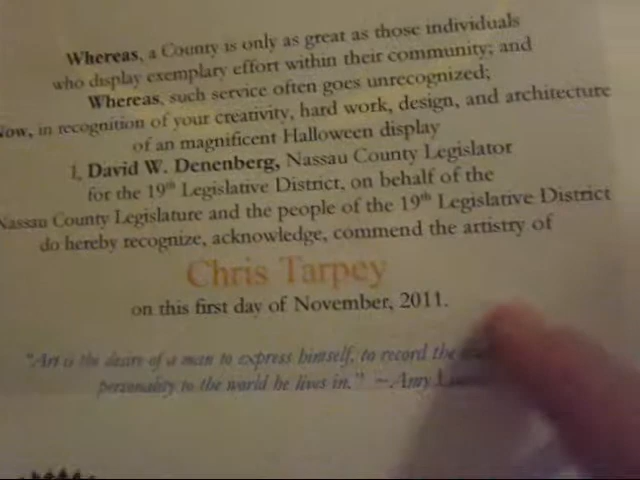 Whereas, a County is only as great as those individuals
who display exemplary effort within their community; and
Whereas, such service often goes unrecognized;
Now, in recognition of your creativity, hard work, design, and architecture
of an magnificent Halloween display
I, David W. Denenberg, Nassau County Legislator
for the 19th Legislative District, on behalf of the
Nassau County Legislature and the people of the 19th Legislative District
do hereby recognize, acknowledge, commend the artistry of
Chris Tarpey
on this first day of November, 2011.
"Art is the desire of a man to express himself, to record the
personality to the world he lives in." ~Amy